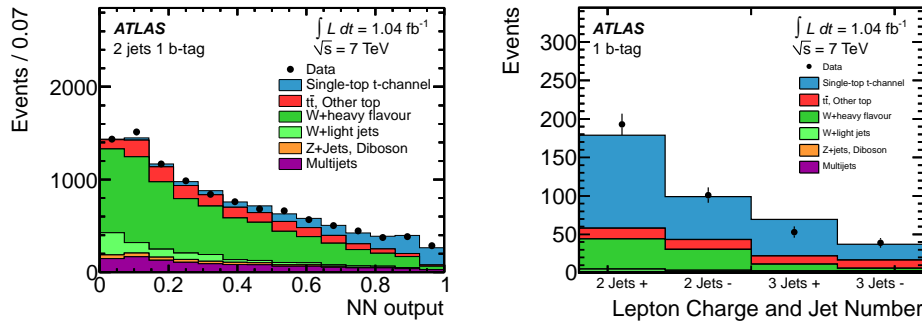 Events / 0.07
ATLAS
2 jets 1 b-tag
∫ L dt = 1.04 fb⁻¹
√s = 7 TeV
Data
Single-top t-channel
tt̄, Other top
W+heavy flavour
W+light jets
Z+Jets, Diboson
Multijets
2000
1000
0
0 0.2 0.4 0.6 0.8 1
NN output
Events
ATLAS
1 b-tag
∫ L dt = 1.04 fb⁻¹
√s = 7 TeV
Data
Single-top t-channel
tt̄, Other top
W+heavy flavour
W+light jets
Z+jets, Diboson
Multijets
300
250
200
150
100
50
0
2 Jets + 2 Jets - 3 Jets + 3 Jets -
Lepton Charge and Jet Number